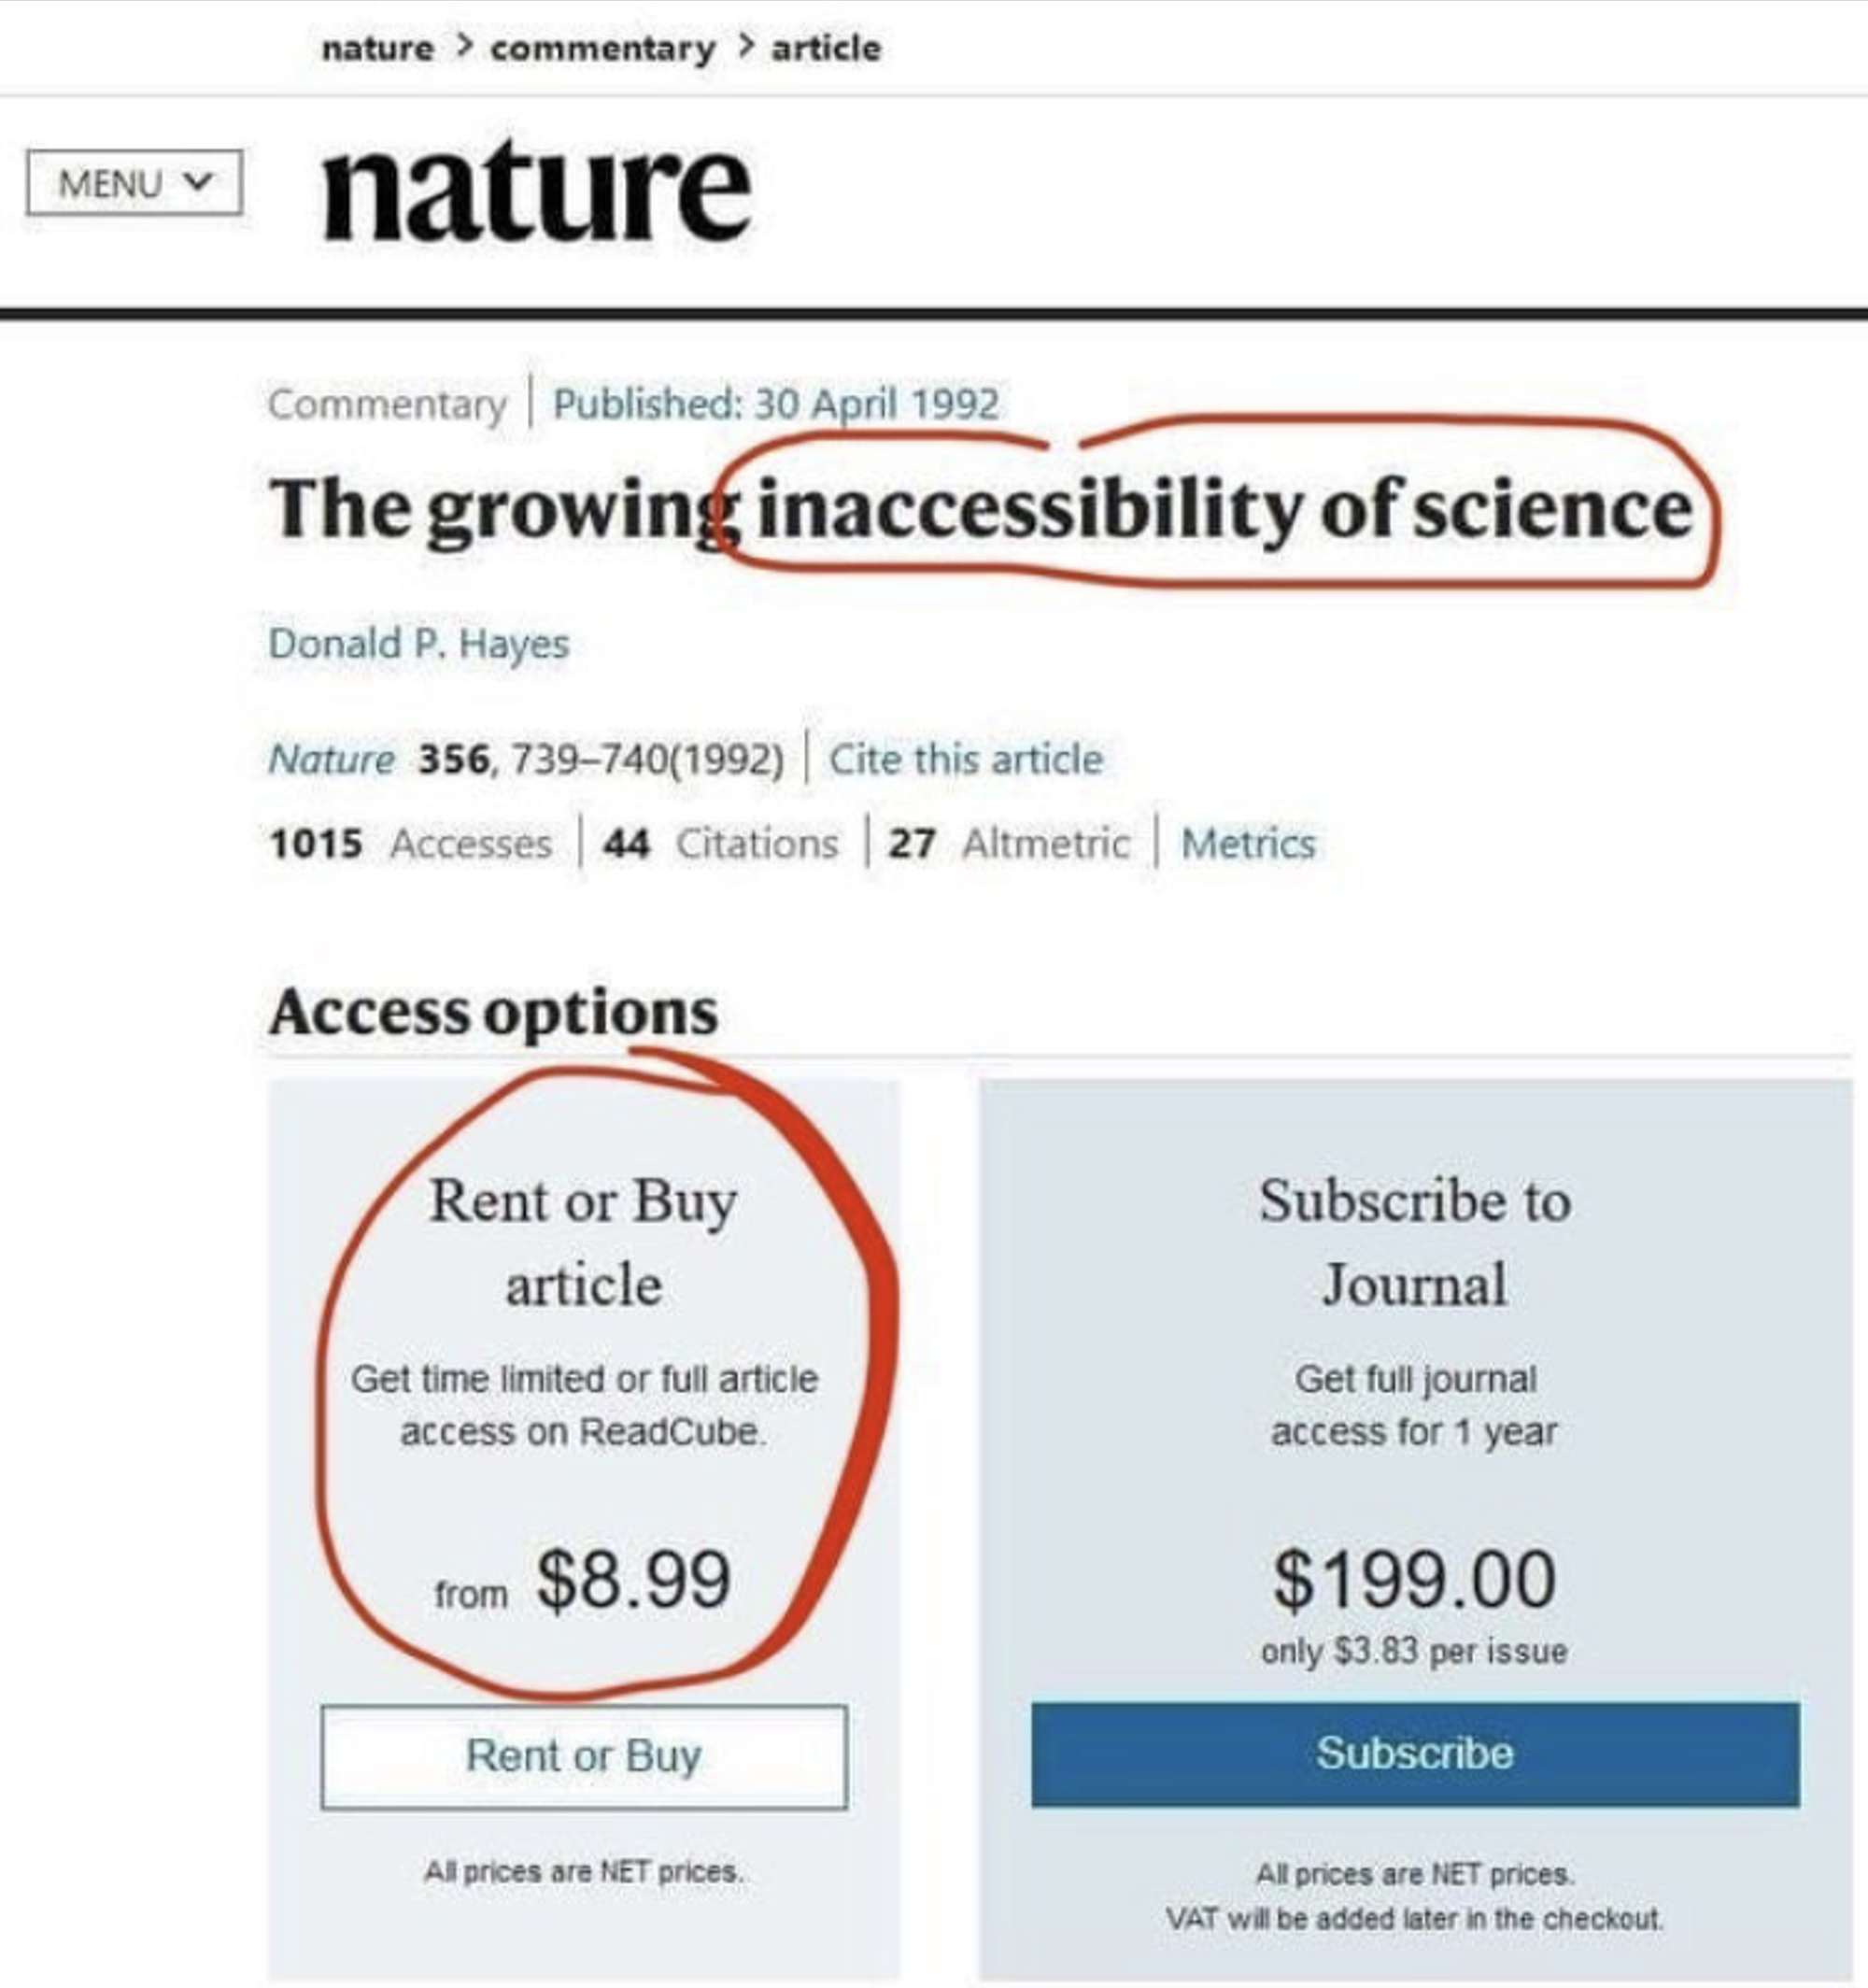 nature > commentary > article
MENU
nature
Commentary | Published: 30 April 1992
The growing inaccessibility of science
Donald P. Hayes
Nature 356, 739–740(1992) | Cite this article
1015 Accesses | 44 Citations | 27 Altmetric | Metrics
Access options
Rent or Buy
article
Get time limited or full article
access on ReadCube.
from $8.99
Rent or Buy
All prices are NET prices.
Subscribe to
Journal
Get full journal
access for 1 year
$199.00
only $3.83 per issue
Subscribe
All prices are NET prices.
VAT will be added later in the checkout.